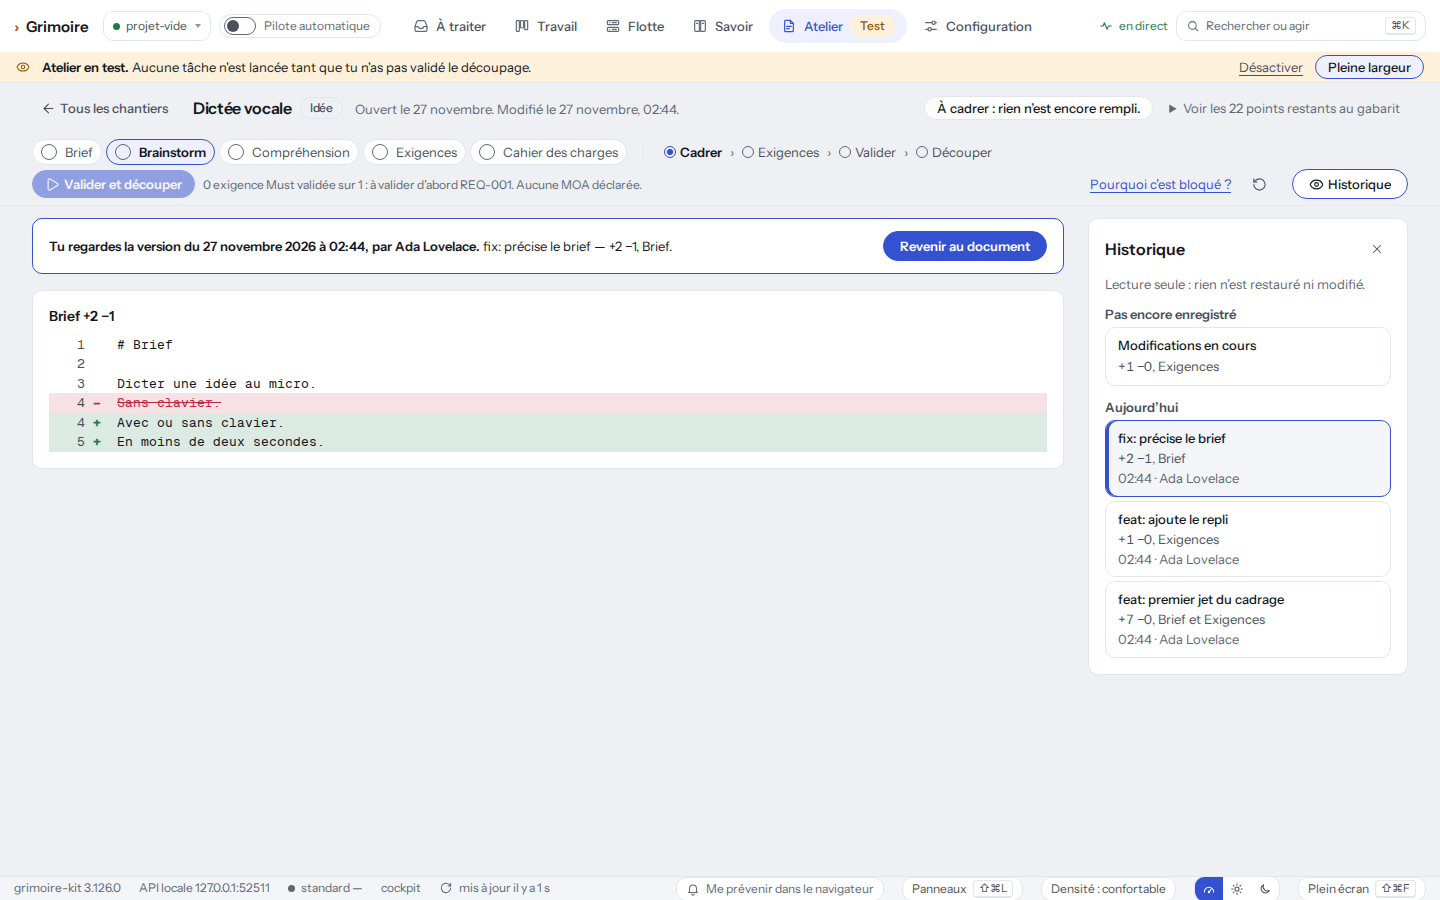 › Grimoire projet-vide Pilote automatique À traiter Travail Flotte Savoir Atelier Test Configuration en direct Rechercher ou agir ⌘K
Atelier en test. Aucune tâche n'est lancée tant que tu n'as pas validé le découpage. Désactiver Pleine largeur
← Tous les chantiers Dictée vocale Idée Ouvert le 27 novembre. Modifié le 27 novembre, 02:44. À cadrer : rien n'est encore rempli. ▶ Voir les 22 points restants au gabarit
Brief Brainstorm Compréhension Exigences Cahier des charges Cadrer › Exigences › Valider › Découper
Valider et découper 0 exigence Must validée sur 1 : à valider d'abord REQ-001. Aucune MOA déclarée. Pourquoi c'est bloqué ? Historique
Tu regardes la version du 27 novembre 2026 à 02:44, par Ada Lovelace. fix: précise le brief — +2 −1, Brief. Revenir au document
Brief +2 −1
1 # Brief
2
3 Dicter une idée au micro.
4 − Sans clavier.
4 + Avec ou sans clavier.
5 + En moins de deux secondes.
Historique
Lecture seule : rien n'est restauré ni modifié.
Pas encore enregistré
Modifications en cours
+1 −0, Exigences
Aujourd'hui
fix: précise le brief
+2 −1, Brief
02:44 · Ada Lovelace
feat: ajoute le repli
+1 −0, Exigences
02:44 · Ada Lovelace
feat: premier jet du cadrage
+7 −0, Brief et Exigences
02:44 · Ada Lovelace
grimoire-kit 3.126.0 API locale 127.0.0.1:52511 standard — cockpit mis à jour il y a 1 s Me prévenir dans le navigateur Panneaux ⇧⌘L Densité : confortable Plein écran ⇧⌘F